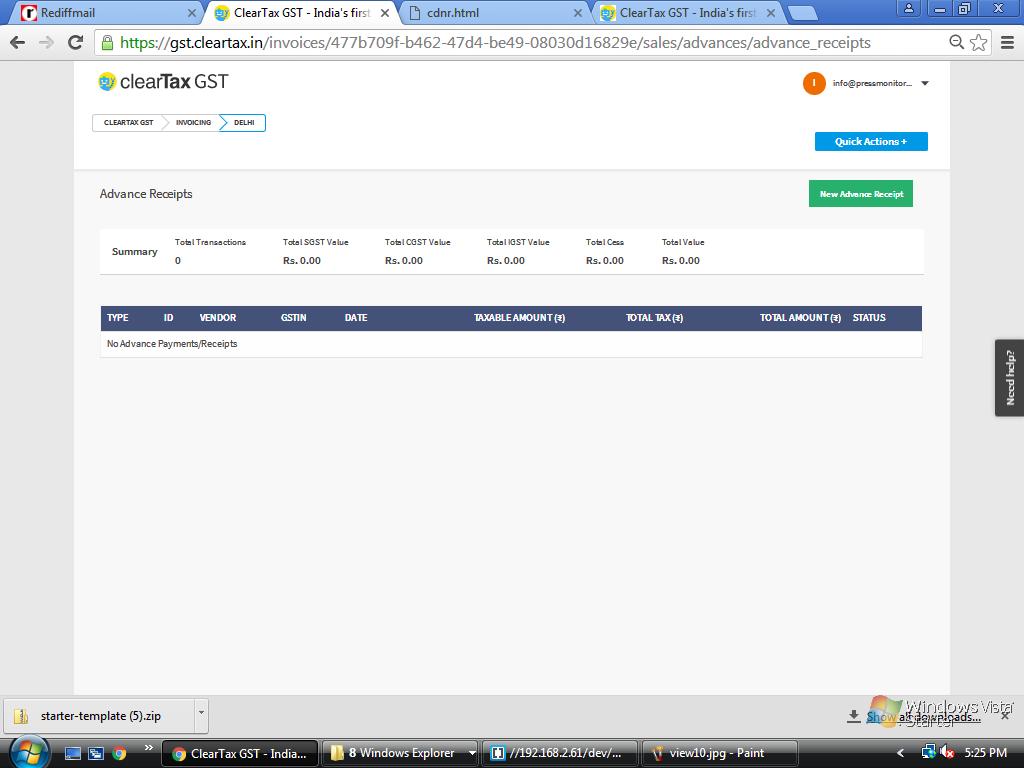 Rediffmail
ClearTax GST - India's first
cdnr.html
ClearTax GST - India's first
https://gst.cleartax.in/invoices/477b709f-b462-47d4-be49-08030d16829e/sales/advances/advance_receipts
clearTax GST
I info@pressmonitor...
CLEARTAX GST INVOICING DELHI
Quick Actions +
Advance Receipts
New Advance Receipt
Summary
Total Transactions Total SGST Value Total CGST Value Total IGST Value Total Cess Total Value
0 Rs. 0.00 Rs. 0.00 Rs. 0.00 Rs. 0.00 Rs. 0.00
TYPE ID VENDOR GSTIN DATE TAXABLE AMOUNT (₹) TOTAL TAX (₹) TOTAL AMOUNT (₹) STATUS
No Advance Payments/Receipts
Need help?
starter-template (5).zip
Show all downloads...
Windows Vista
Starter
ClearTax GST - India...
8 Windows Explorer
//192.168.2.61/dev/...
view10.jpg - Paint
5:25 PM